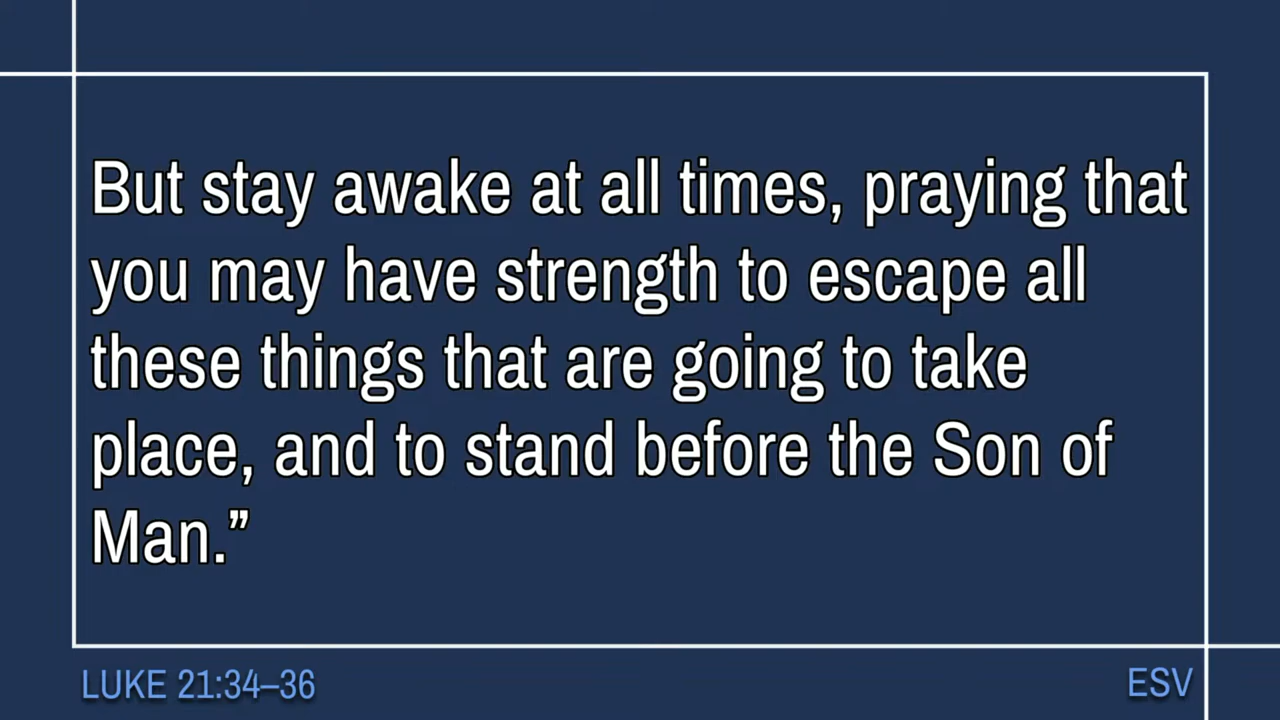 But stay awake at all times, praying that
you may have strength to escape all
these things that are going to take
place, and to stand before the Son of
Man.”
LUKE 21:34–36
ESV